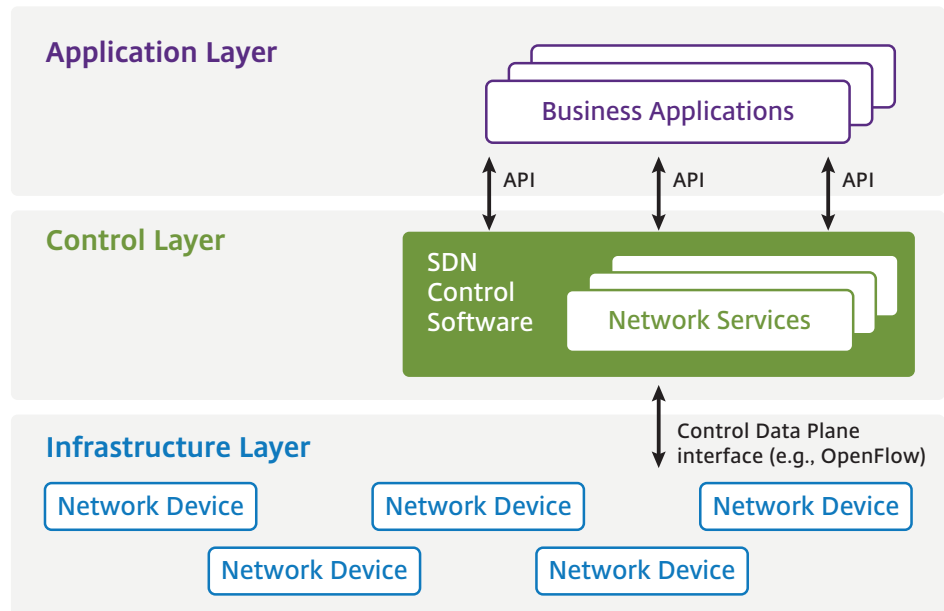 Application Layer
Business Applications
API
API
API
Control Layer
SDN
Control
Software
Network Services
Infrastructure Layer
Control Data Plane
interface (e.g., OpenFlow)
Network Device
Network Device
Network Device
Network Device
Network Device